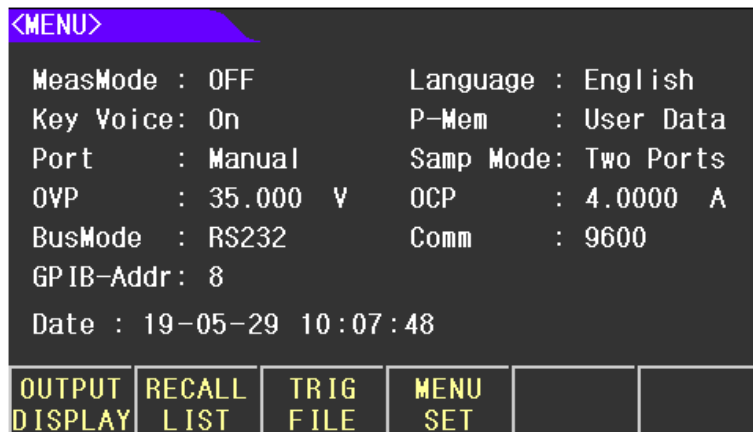 <MENU>
MeasMode : OFF Language : English
Key Voice: On P-Mem : User Data
Port : Manual Samp Mode: Two Ports
OVP : 35.000 V OCP : 4.0000 A
BusMode : RS232 Comm : 9600
GPIB-Addr: 8
Date : 19-05-29 10:07:48
OUTPUT RECALL TRIG MENU
DISPLAY LIST FILE SET